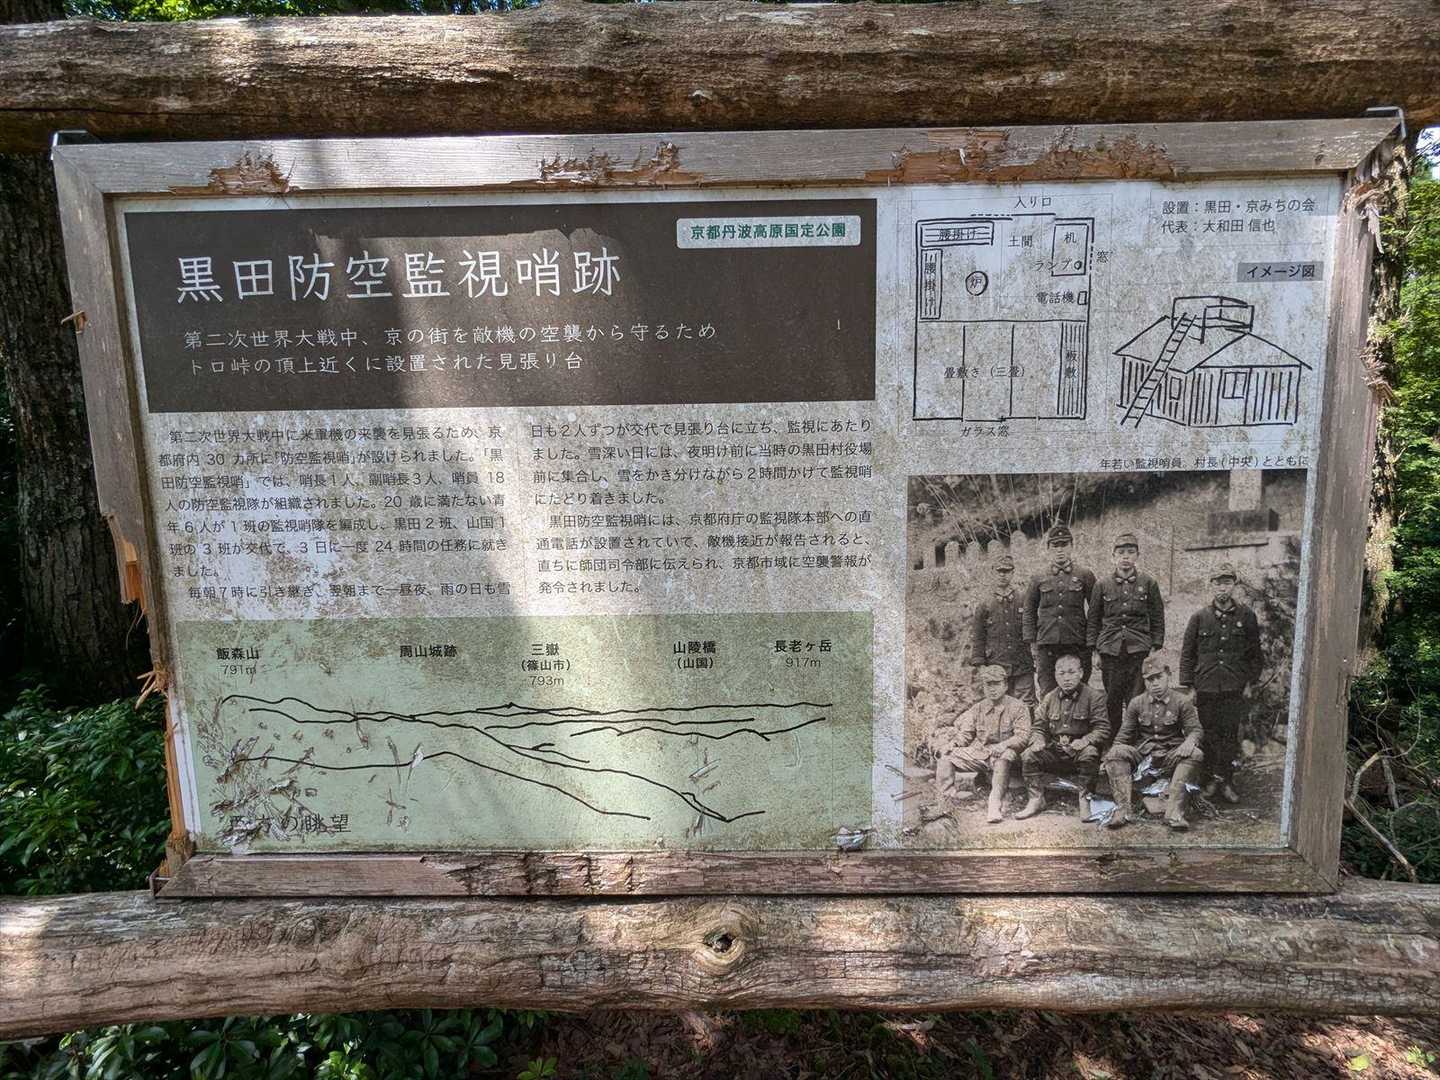 京都丹波高原国定公園
黒田防空監視哨跡
第二次世界大戦中、京の街を敵機の空襲から守るため
トロ峠の頂上近くに設置された見張り台
第二次世界大戦中に米軍機の来襲を見張るため、京
都府内 30 カ所に「防空監視哨」が設けられました。「黒
田防空監視哨」では、哨長1人、副哨長3人、哨員 18
人の防空監視隊が組織されました。20 歳に満たない青
年6人が1班の監視哨隊を編成し、黒田2班、山国1
班の 3 班が交代で、3 日に一度 24 時間の任務に就き
ました。
毎朝7時に引き継ぎ、翌朝まで一昼夜、雨の日も雪
日も2人ずつが交代で見張り台に立ち、監視にあたり
ました。雪深い日には、夜明け前に当時の黒田村役場
前に集合し、雪をかき分けながら2時間かけて監視哨
にたどり着きました。
黒田防空監視哨には、京都府庁の監視隊本部への直
通電話が設置されていて、敵機接近が報告されると、
直ちに師団司令部に伝えられ、京都市域に空襲警報が
発令されました。
飯森山
791m
周山城跡
三嶽
(篠山市)
793m
山陵橋
(山国)
長老ヶ岳
917m
西方の眺望
入り口
腰掛け
土間
机
窓
腰掛け
炉
ランプ
電話機
畳敷き(三畳)
板敷
ガラス窓
設置：黒田・京みちの会
代表：大和田 信也
イメージ図
年若い監視哨員　村長(中央)とともに